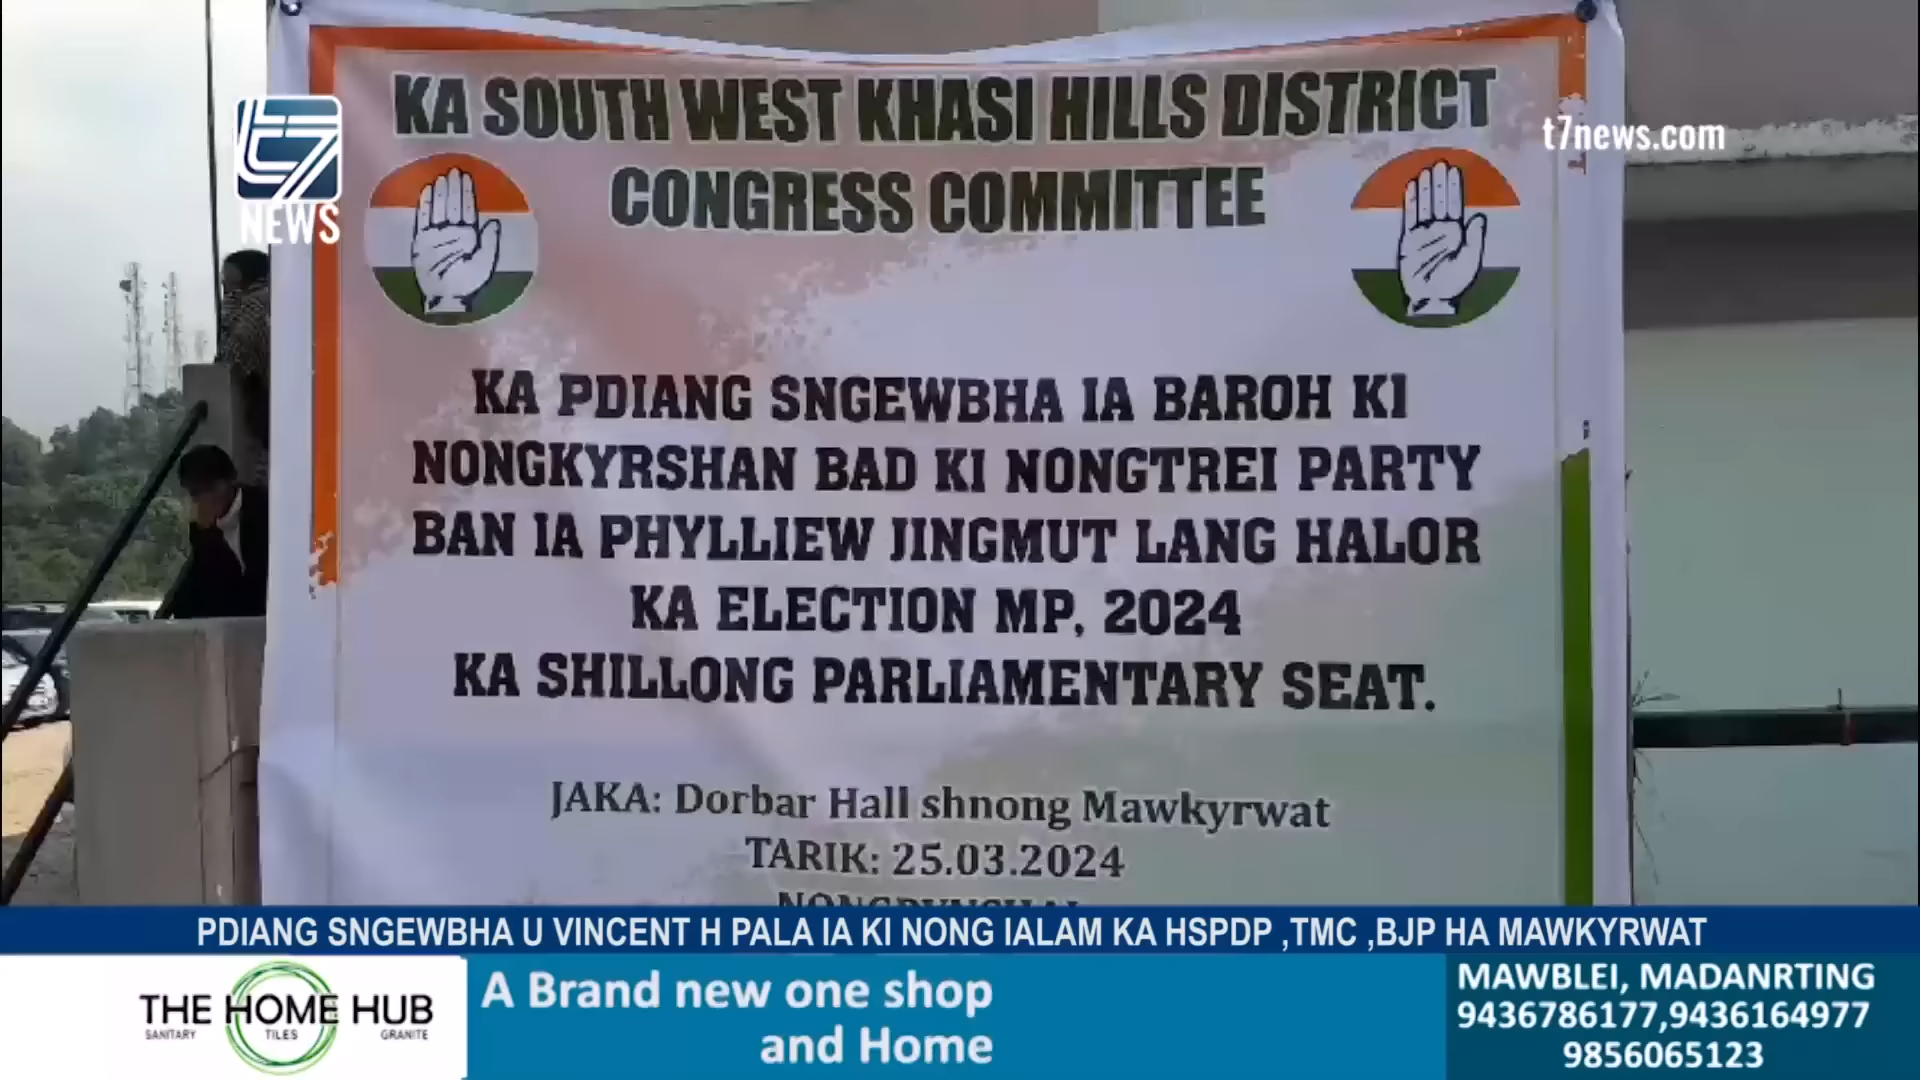 KA SOUTH WEST KHASI HILLS DISTRICT
CONGRESS COMMITTEE
t7news.com
t7
NEWS
KA PDIANG SNGEWBHA IA BAROH KI
NONGKYRSHAN BAD KI NONGTREI PARTY
BAN IA PHYLLIEW JINGMUT LANG HALOR
KA ELECTION MP, 2024
KA SHILLONG PARLIAMENTARY SEAT.
JAKA: Dorbar Hall shnong Mawkyrwat
TARIK: 25.03.2024
PDIANG SNGEWBHA U VINCENT H PALA IA KI NONG IALAM KA HSPDP ,TMC ,BJP HA MAWKYRWAT
THE HOME HUB
SANITARY TILES GRANITE
A Brand new one shop
and Home
MAWBLEI, MADANRTING
9436786177,9436164977
9856065123